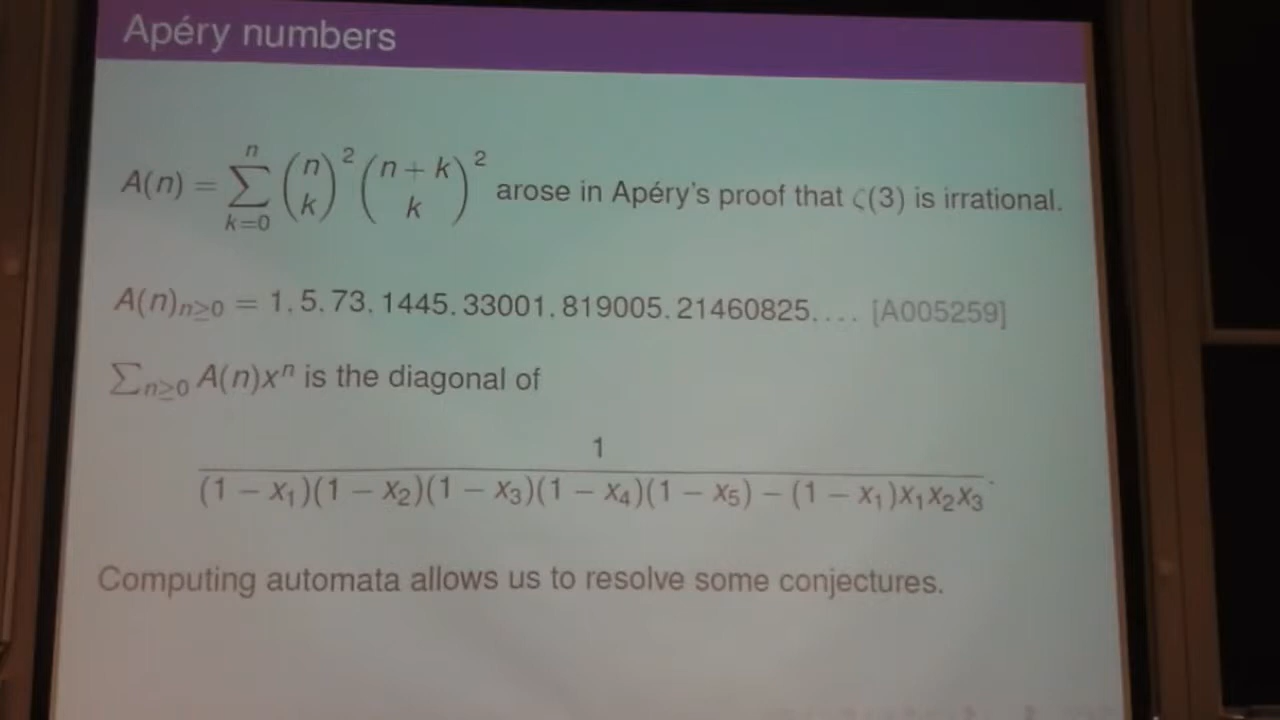 Apéry numbers
A(n) = ∑_{k=0}^{n} \binom{n}{k}^2 \binom{n+k}{k}^2 arose in Apéry's proof that ς(3) is irrational.
A(n)_{n≥0} = 1, 5, 73, 1445, 33001, 819005, 21460825, . . . [A005259]
∑_{n≥0} A(n)x^n is the diagonal of
1
(1 − x₁)(1 − x₂)(1 − x₃)(1 − x₄)(1 − x₅) − (1 − x₁)x₁x₂x₃ .
Computing automata allows us to resolve some conjectures.